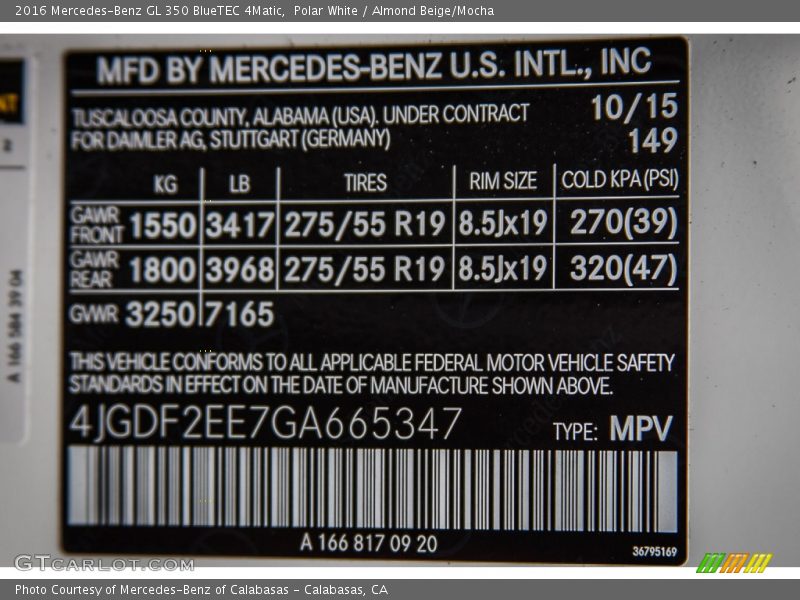 2016 Mercedes-Benz GL 350 BlueTEC 4Matic,  Polar White / Almond Beige/Mocha
MFD BY MERCEDES-BENZ U.S. INTL., INC
TUSCALOOSA COUNTY, ALABAMA (USA). UNDER CONTRACT 10/15
FOR DAIMLER AG, STUTTGART (GERMANY) 149
KG LB TIRES RIM SIZE COLD KPA (PSI)
GAWR FRONT 1550 3417 275/55 R19 8.5Jx19 270(39)
GAWR REAR 1800 3968 275/55 R19 8.5Jx19 320(47)
GVWR 3250 7165
THIS VEHICLE CONFORMS TO ALL APPLICABLE FEDERAL MOTOR VEHICLE SAFETY
STANDARDS IN EFFECT ON THE DATE OF MANUFACTURE SHOWN ABOVE.
4JGDF2EE7GA665347 TYPE: MPV
A 166 817 09 20
36795169
A 166 584 39 04
NT
GTCARLOT.COM
Photo Courtesy of Mercedes-Benz of Calabasas - Calabasas, CA